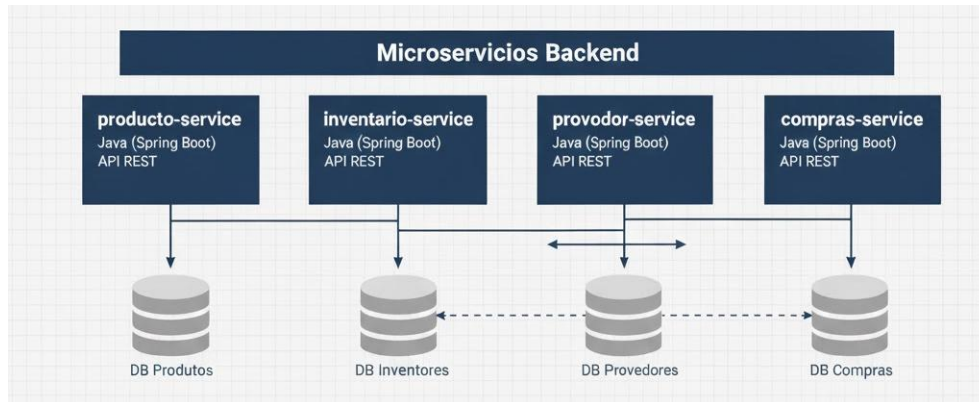 Microservicios Backend
producto-service
Java (Spring Boot)
API REST
inventario-service
Java (Spring Boot)
API REST
provodor-service
Java (Spring Boot)
API REST
compras-service
Java (Spring Boot)
API REST
DB Produtos
DB Inventores
DB Provedores
DB Compras